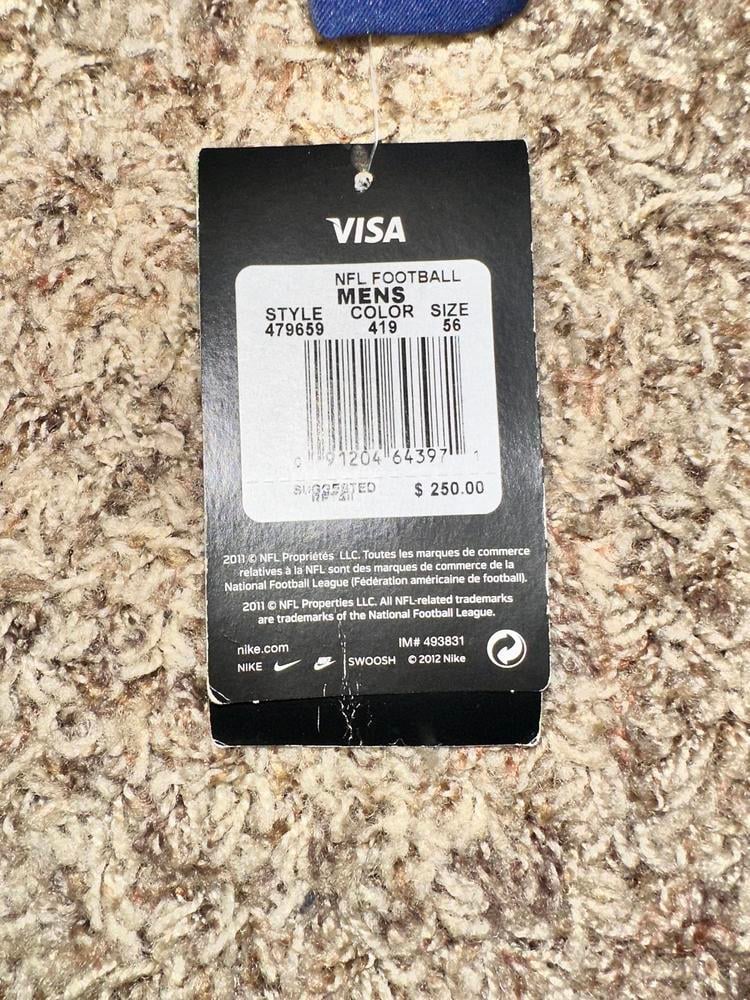 VISA
NFL FOOTBALL
MENS
STYLE COLOR SIZE
479659 419 56
91204 64397 1
SUGGESTED
$ 250.00
2011 © NFL Propriétés LLC. Toutes les marques de commerce
relatives à la NFL sont des marques de commerce de la
National Football League (Fédération américaine de football).
2011 © NFL Properties LLC. All NFL-related trademarks
are trademarks of the National Football League.
nike.com IM# 493831
NIKE SWOOSH © 2012 Nike